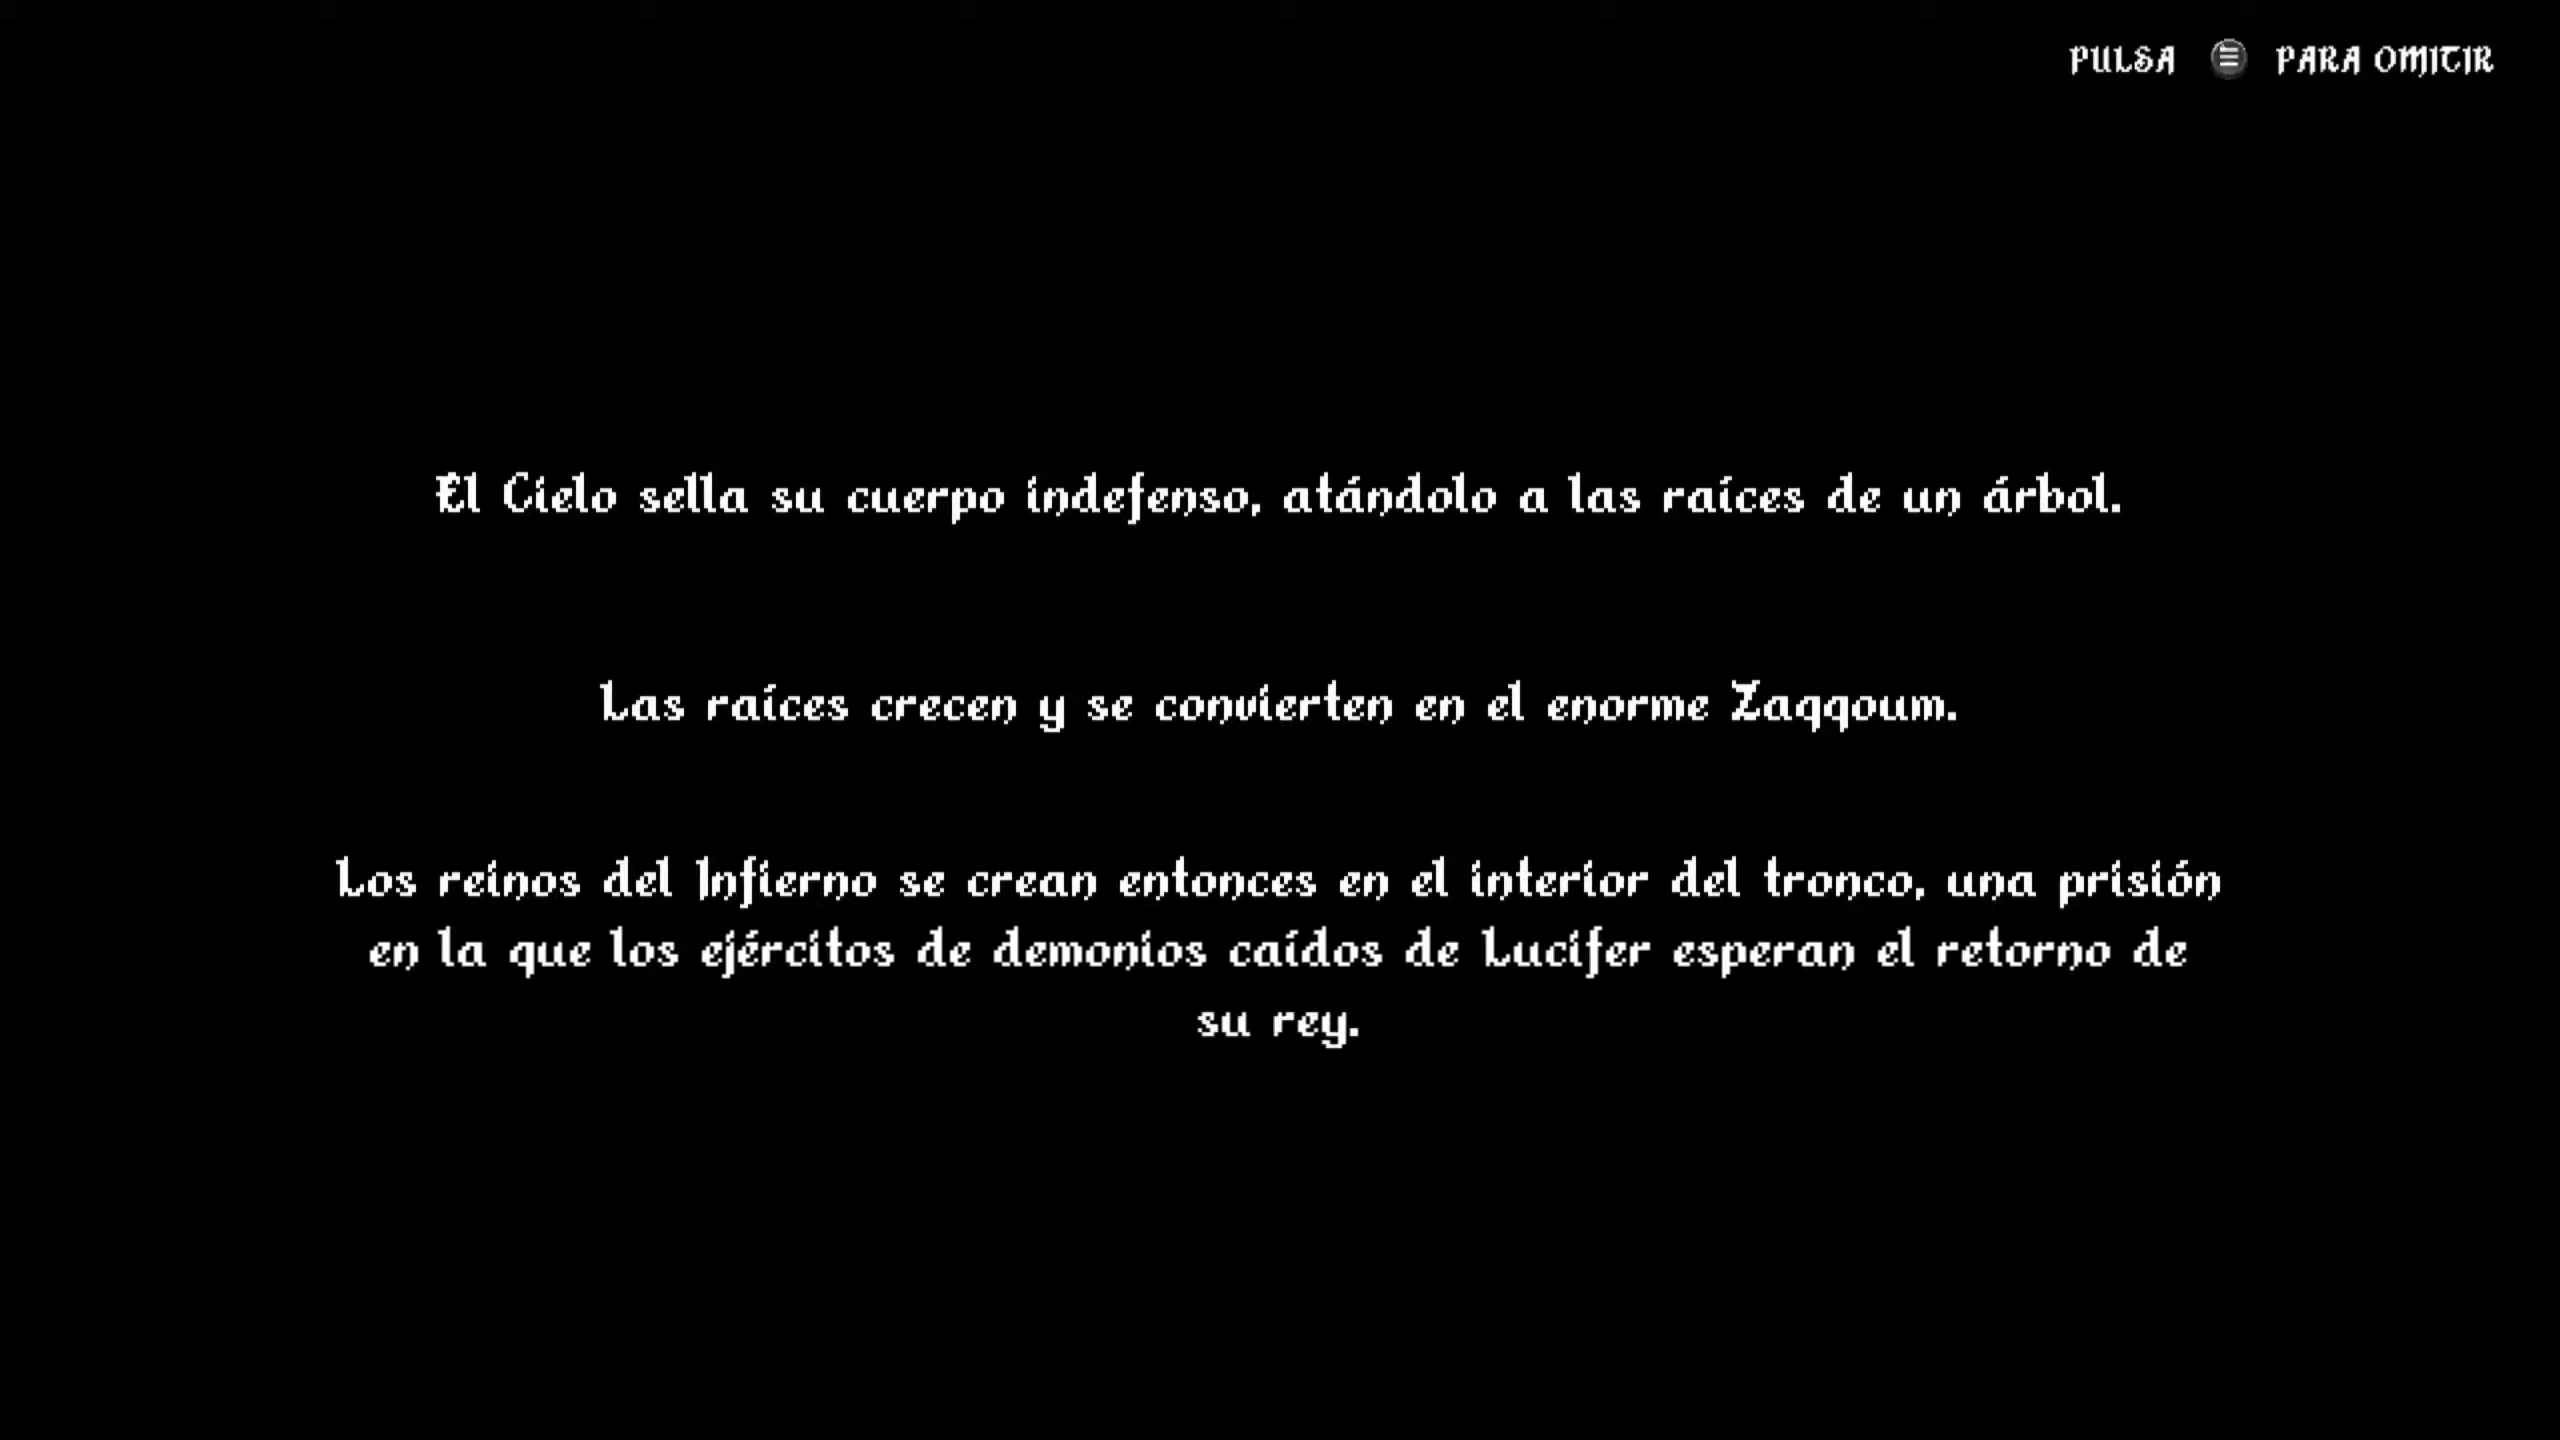 PULSA PARA OMITIR
El Cielo sella su cuerpo indefenso, atándolo a las raíces de un árbol.
Las raíces crecen y se convierten en el enorme Zaqqoum.
Los reinos del Infierno se crean entonces en el interior del tronco, una prisión
en la que los ejércitos de demonios caídos de Lucifer esperan el retorno de
su rey.